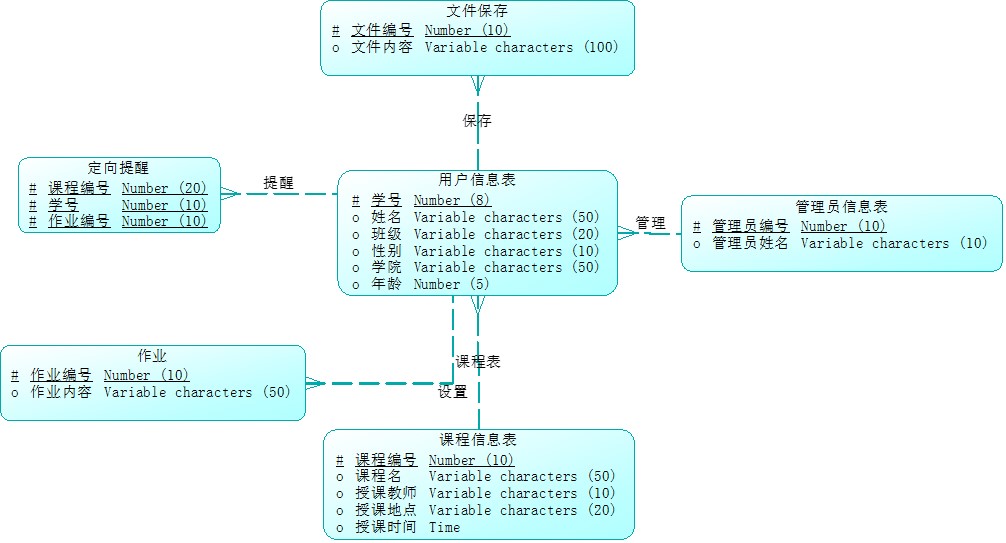 文件保存
# 文件编号 Number (10)
o 文件内容 Variable characters (100)
保存
定向提醒
# 课程编号 Number (20)
# 学号 Number (10)
# 作业编号 Number (10)
提醒
用户信息表
# 学号 Number (8)
o 姓名 Variable characters (50)
o 班级 Variable characters (20)
o 性别 Variable characters (10)
o 学院 Variable characters (50)
o 年龄 Number (5)
管理
管理员信息表
# 管理员编号 Number (10)
o 管理员姓名 Variable characters (10)
作业
# 作业编号 Number (10)
o 作业内容 Variable characters (50)
课程表
设置
课程信息表
# 课程编号 Number (10)
o 课程名 Variable characters (50)
o 授课教师 Variable characters (10)
o 授课地点 Variable characters (20)
o 授课时间 Time